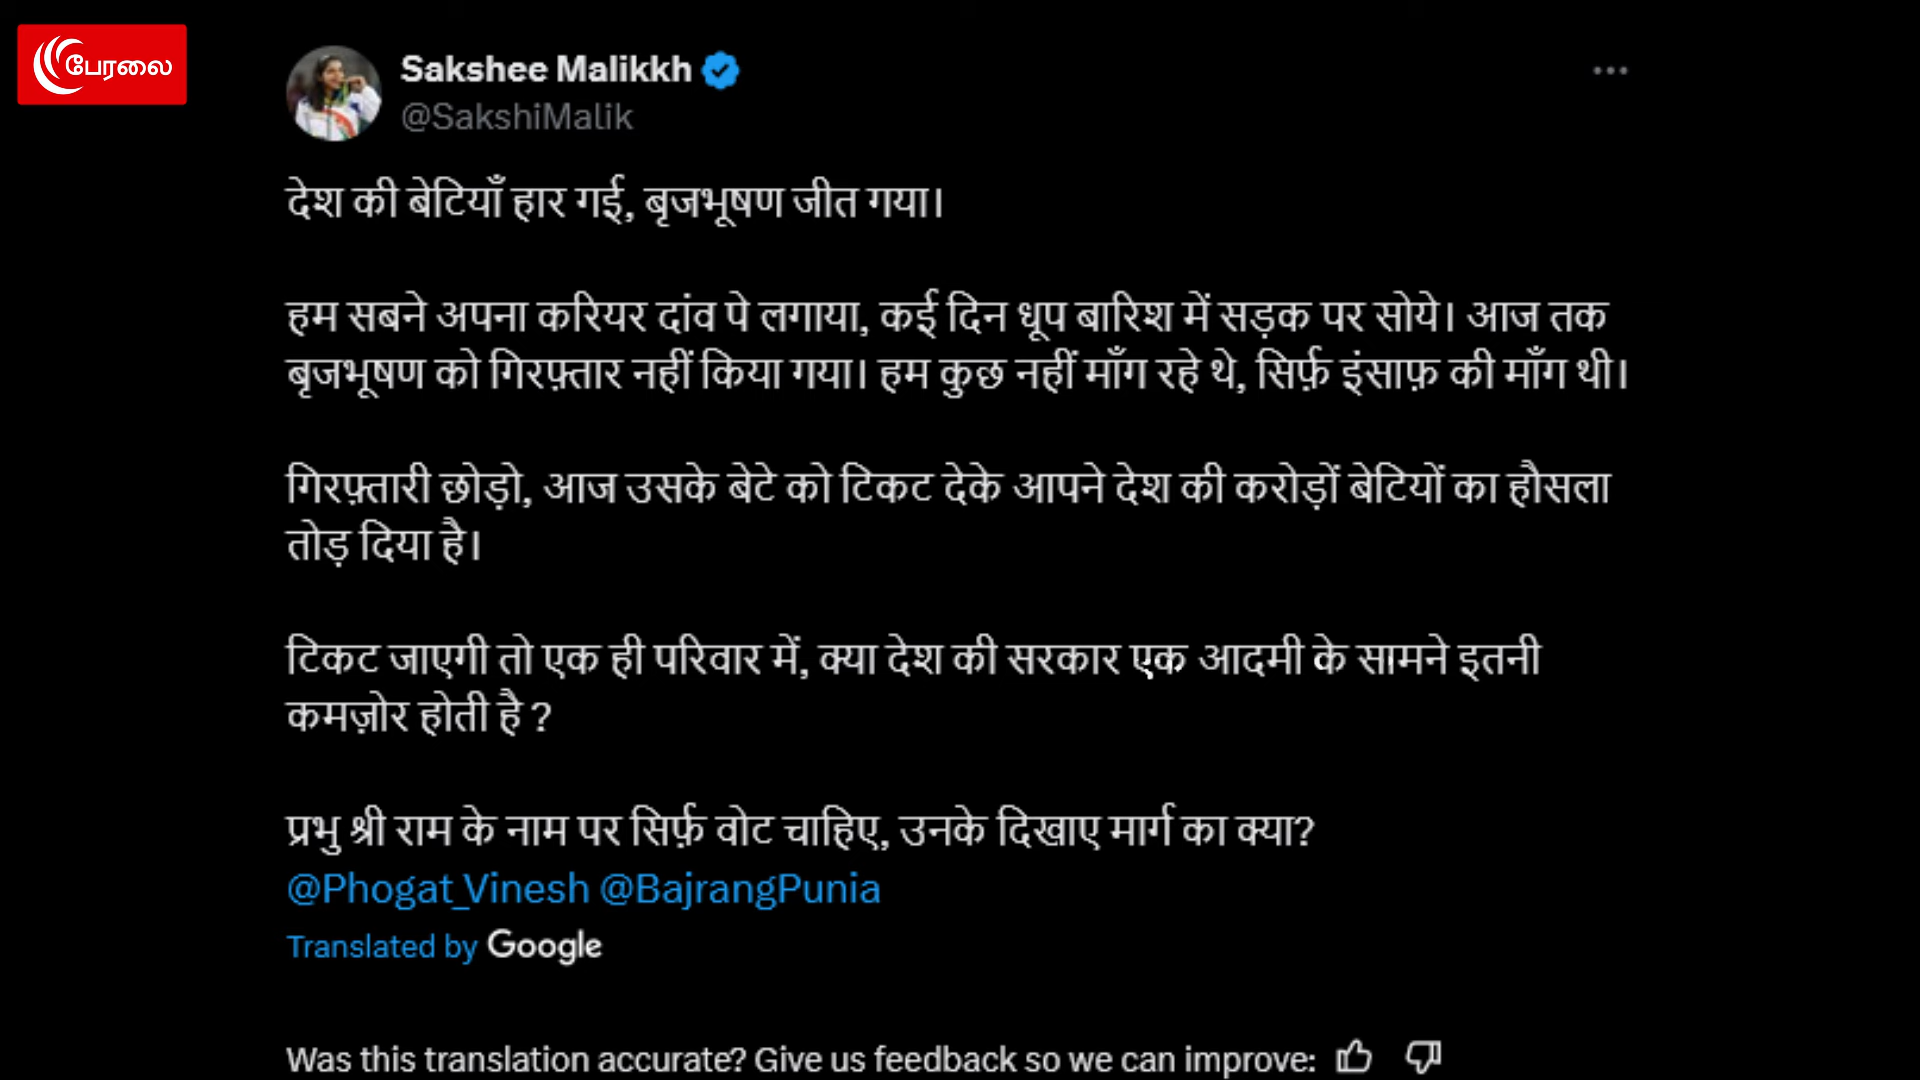 பேரலை
Sakshee Malikkh
@SakshiMalik
देश की बेटियाँ हार गई, बृजभूषण जीत गया।
हम सबने अपना करियर दांव पे लगाया, कई दिन धूप बारिश में सड़क पर सोये। आज तक
बृजभूषण को गिरफ़्तार नहीं किया गया। हम कुछ नहीं माँग रहे थे, सिर्फ़ इंसाफ़ की माँग थी।
गिरफ़्तारी छोड़ो, आज उसके बेटे को टिकट देके आपने देश की करोड़ों बेटियों का हौसला
तोड़ दिया है।
टिकट जाएगी तो एक ही परिवार में, क्या देश की सरकार एक आदमी के सामने इतनी
कमज़ोर होती है ?
प्रभु श्री राम के नाम पर सिर्फ़ वोट चाहिए, उनके दिखाए मार्ग का क्या?
@Phogat_Vinesh @BajrangPunia
Translated by Google
Was this translation accurate? Give us feedback so we can improve: